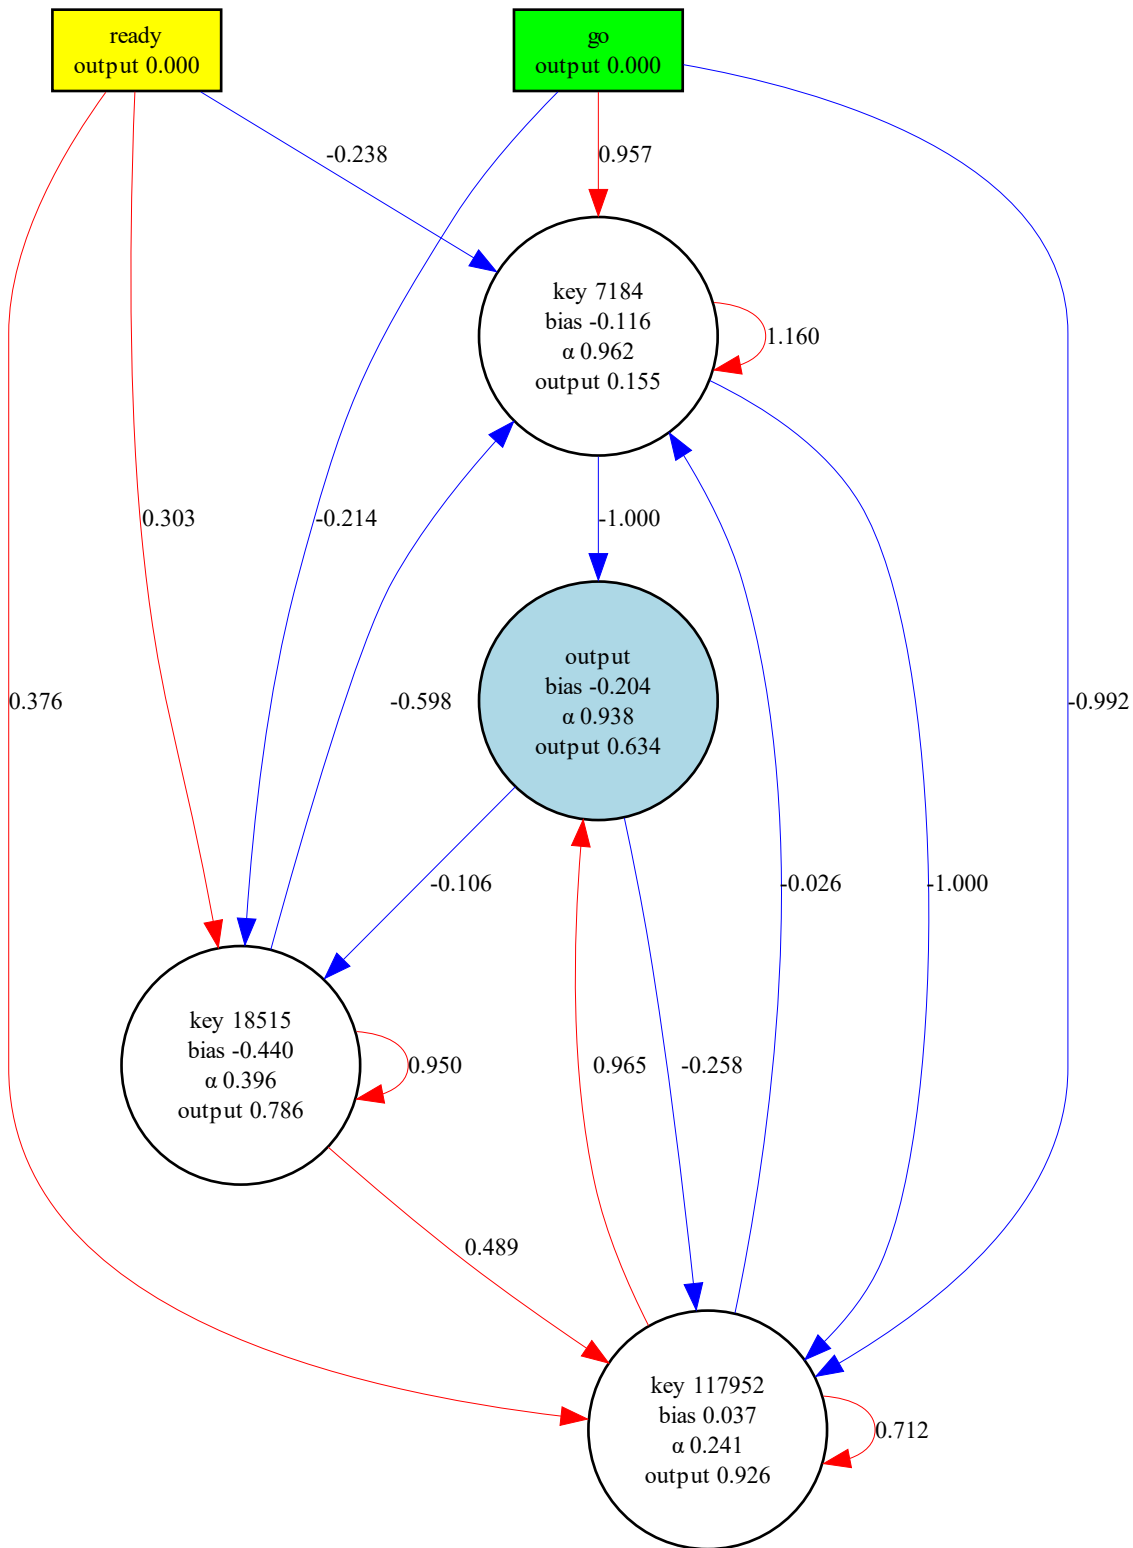 ready
output 0.000
go
output 0.000
-0.238
0.957
key 7184
bias -0.116
α 0.962
output 0.155
1.160
0.303
-0.214
-1.000
output
bias -0.204
α 0.938
output 0.634
0.376
-0.598
-0.992
-0.106
-0.026
-1.000
key 18515
bias -0.440
α 0.396
output 0.786
0.950
0.965
-0.258
0.489
key 117952
bias 0.037
α 0.241
output 0.926
0.712